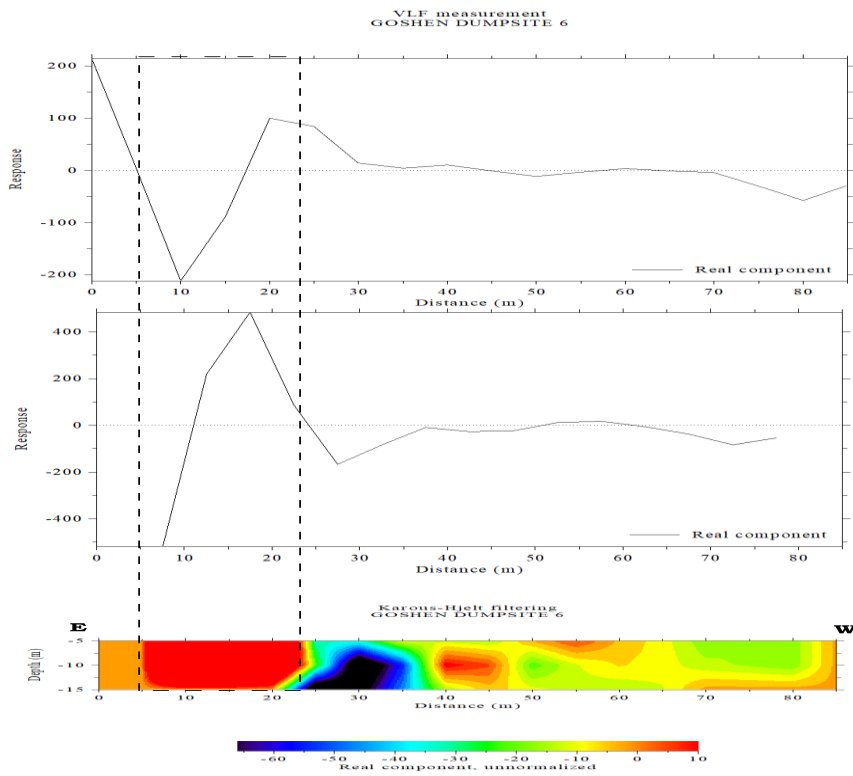 VLF measurement
GOSHEN DUMPSITE 6
200
100
0
-100
-200
Response
Real component
0 10 20 30 40 50 60 70 80
Distance (m)
400
200
0
-200
-400
Response
Real component
0 10 20 30 40 50 60 70 80
Distance (m)
Karous-Hjelt filtering
GOSHEN DUMPSITE 6
E W
-5
-10
-15
Depth (m)
0 10 20 30 40 50 60 70 80
Distance (m)
-60 -50 -40 -30 -20 -10 0 10
Real component, unnormalized